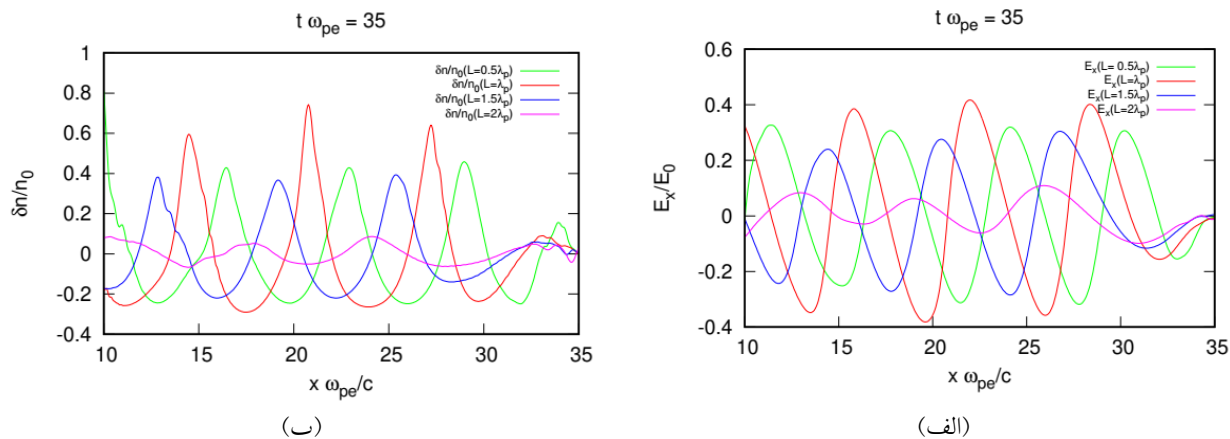 t ω_pe = 35
δn/n_0
δn/n_0(L=0.5λ_p)
δn/n_0(L=λ_p)
δn/n_0(L=1.5λ_p)
δn/n_0(L=2λ_p)
1
0.8
0.6
0.4
0.2
0
-0.2
-0.4
10 15 20 25 30 35
x ω_pe/c
(ب)
t ω_pe = 35
E_x/E_0
E_x(L= 0.5λ_p)
E_x(L=λ_p)
E_x(L=1.5λ_p)
E_x(L=2λ_p)
0.6
0.4
0.2
0
-0.2
-0.4
10 15 20 25 30 35
x ω_pe/c
(الف)